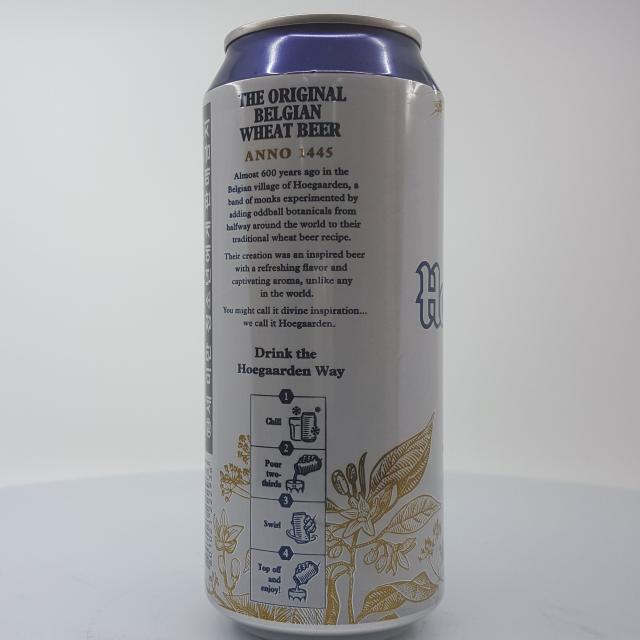 THE ORIGINAL
BELGIAN
WHEAT BEER
ANNO 1445
Almost 600 years ago in the
Belgian village of Hoegaarden, a
band of monks experimented by
adding oddball botanicals from
halfway around the world to their
traditional wheat beer recipe.
Their creation was an inspired beer
with a refreshing flavor and
captivating aroma, unlike any
in the world.
You might call it divine inspiration...
we call it Hoegaarden.
Drink the
Hoegaarden Way
1
Chill
2
Pour
two-
thirds
3
Swirl
4
Top off
and
enjoy!
Ho